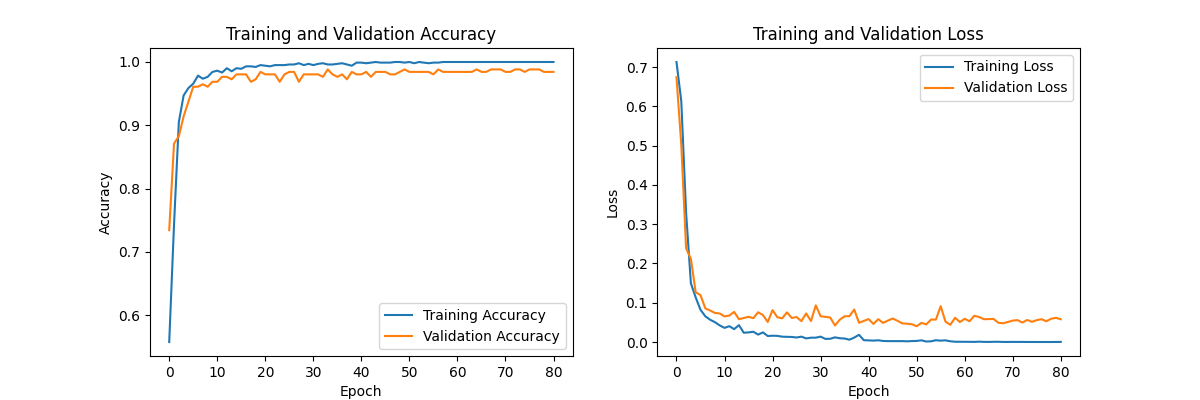 Training and Validation Accuracy
1.0
0.9
0.8
0.7
0.6
Accuracy
Training Accuracy
Validation Accuracy
0 10 20 30 40 50 60 70 80
Epoch
Training and Validation Loss
0.7
0.6
0.5
0.4
0.3
0.2
0.1
0.0
Loss
Training Loss
Validation Loss
0 10 20 30 40 50 60 70 80
Epoch